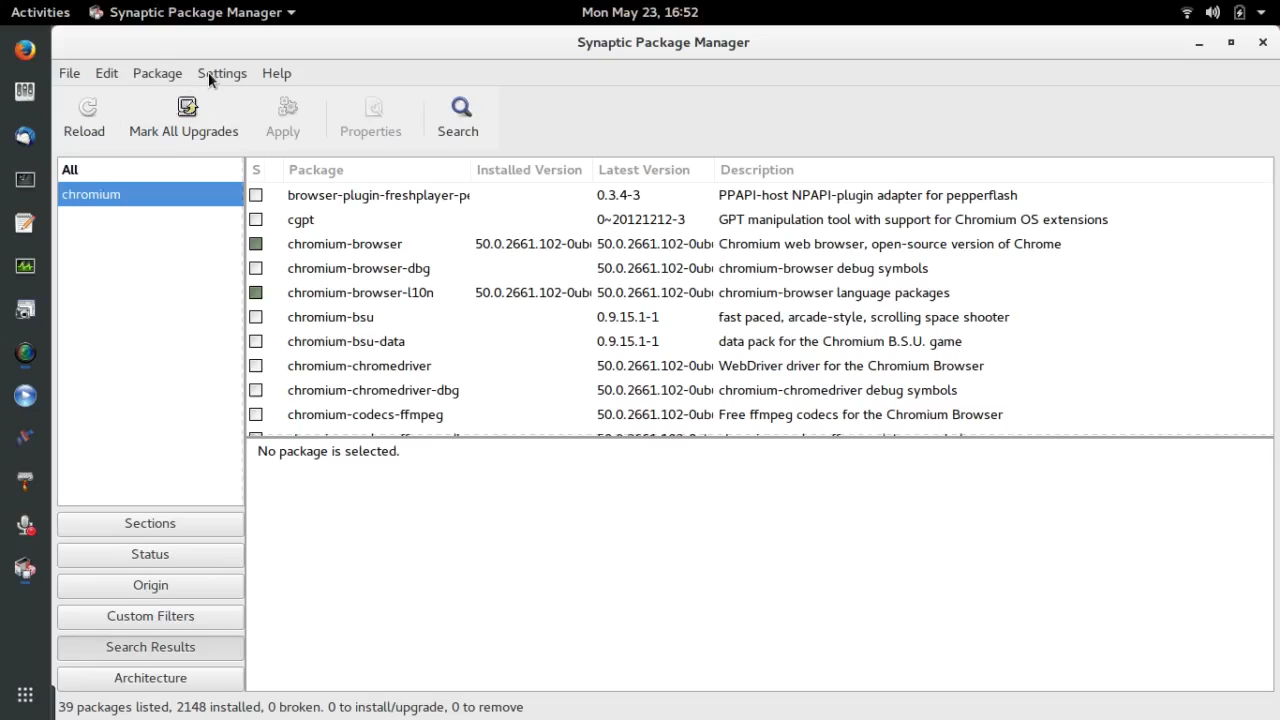 Activities Synaptic Package Manager Mon May 23, 16:52
Synaptic Package Manager
File Edit Package Settings Help
Reload Mark All Upgrades Apply Properties Search
All
chromium
S Package Installed Version Latest Version Description
browser-plugin-freshplayer-pe 0.3.4-3 PPAPI-host NPAPI-plugin adapter for pepperflash
cgpt 0~20121212-3 GPT manipulation tool with support for Chromium OS extensions
chromium-browser 50.0.2661.102-0ub 50.0.2661.102-0ub Chromium web browser, open-source version of Chrome
chromium-browser-dbg 50.0.2661.102-0ub chromium-browser debug symbols
chromium-browser-l10n 50.0.2661.102-0ub 50.0.2661.102-0ub chromium-browser language packages
chromium-bsu 0.9.15.1-1 fast paced, arcade-style, scrolling space shooter
chromium-bsu-data 0.9.15.1-1 data pack for the Chromium B.S.U. game
chromium-chromedriver 50.0.2661.102-0ub WebDriver driver for the Chromium Browser
chromium-chromedriver-dbg 50.0.2661.102-0ub chromium-chromedriver debug symbols
chromium-codecs-ffmpeg 50.0.2661.102-0ub Free ffmpeg codecs for the Chromium Browser
No package is selected.
Sections
Status
Origin
Custom Filters
Search Results
Architecture
39 packages listed, 2148 installed, 0 broken. 0 to install/upgrade, 0 to remove